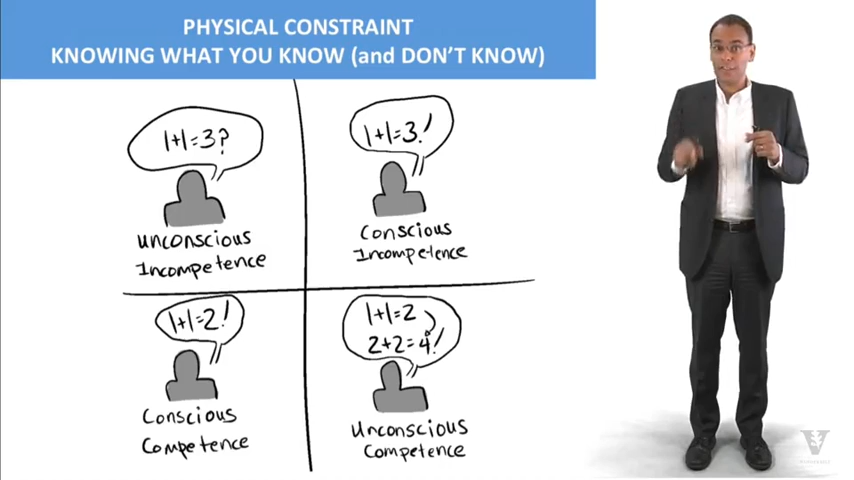 PHYSICAL CONSTRAINT
KNOWING WHAT YOU KNOW (and DON'T KNOW)
1+1=3?
unconscious
Incompetence
1+1=3!
Conscious
Incompetence
1+1=2!
Conscious
Competence
1+1=2
2+2=4!
Unconscious
Competence
V
VANDERBILT